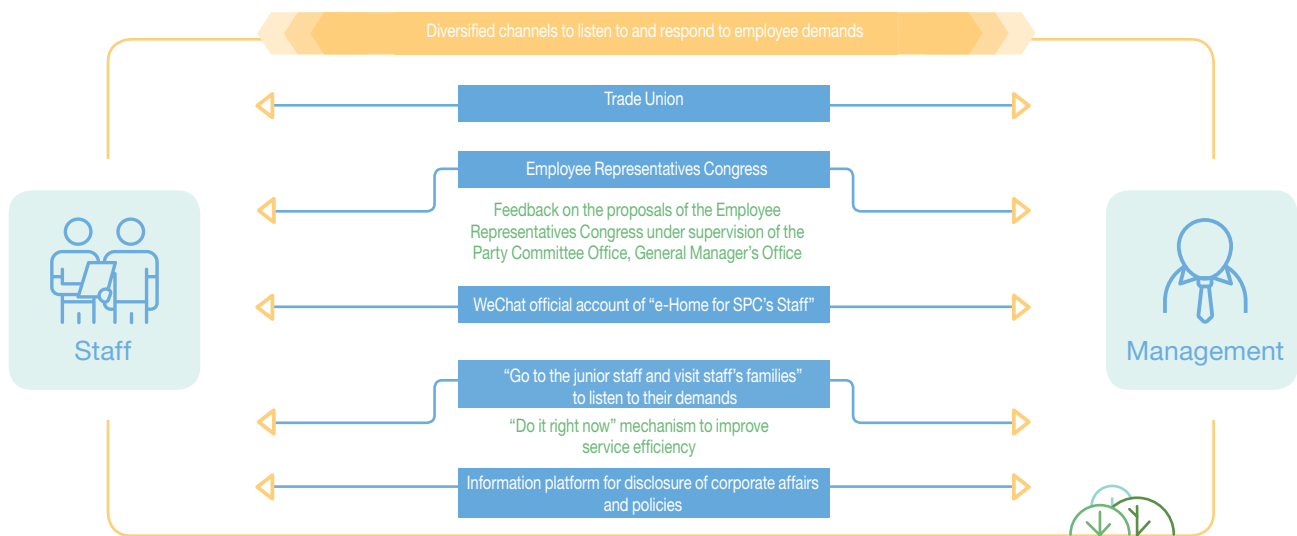 Diversified channels to listen to and respond to employee demands
Trade Union
Employee Representatives Congress
Feedback on the proposals of the Employee
Representatives Congress under supervision of the
Party Committee Office, General Manager's Office
Staff
Management
WeChat official account of “e-Home for SPC's Staff”
“Go to the junior staff and visit staff's families”
to listen to their demands
“Do it right now” mechanism to improve
service efficiency
Information platform for disclosure of corporate affairs
and policies